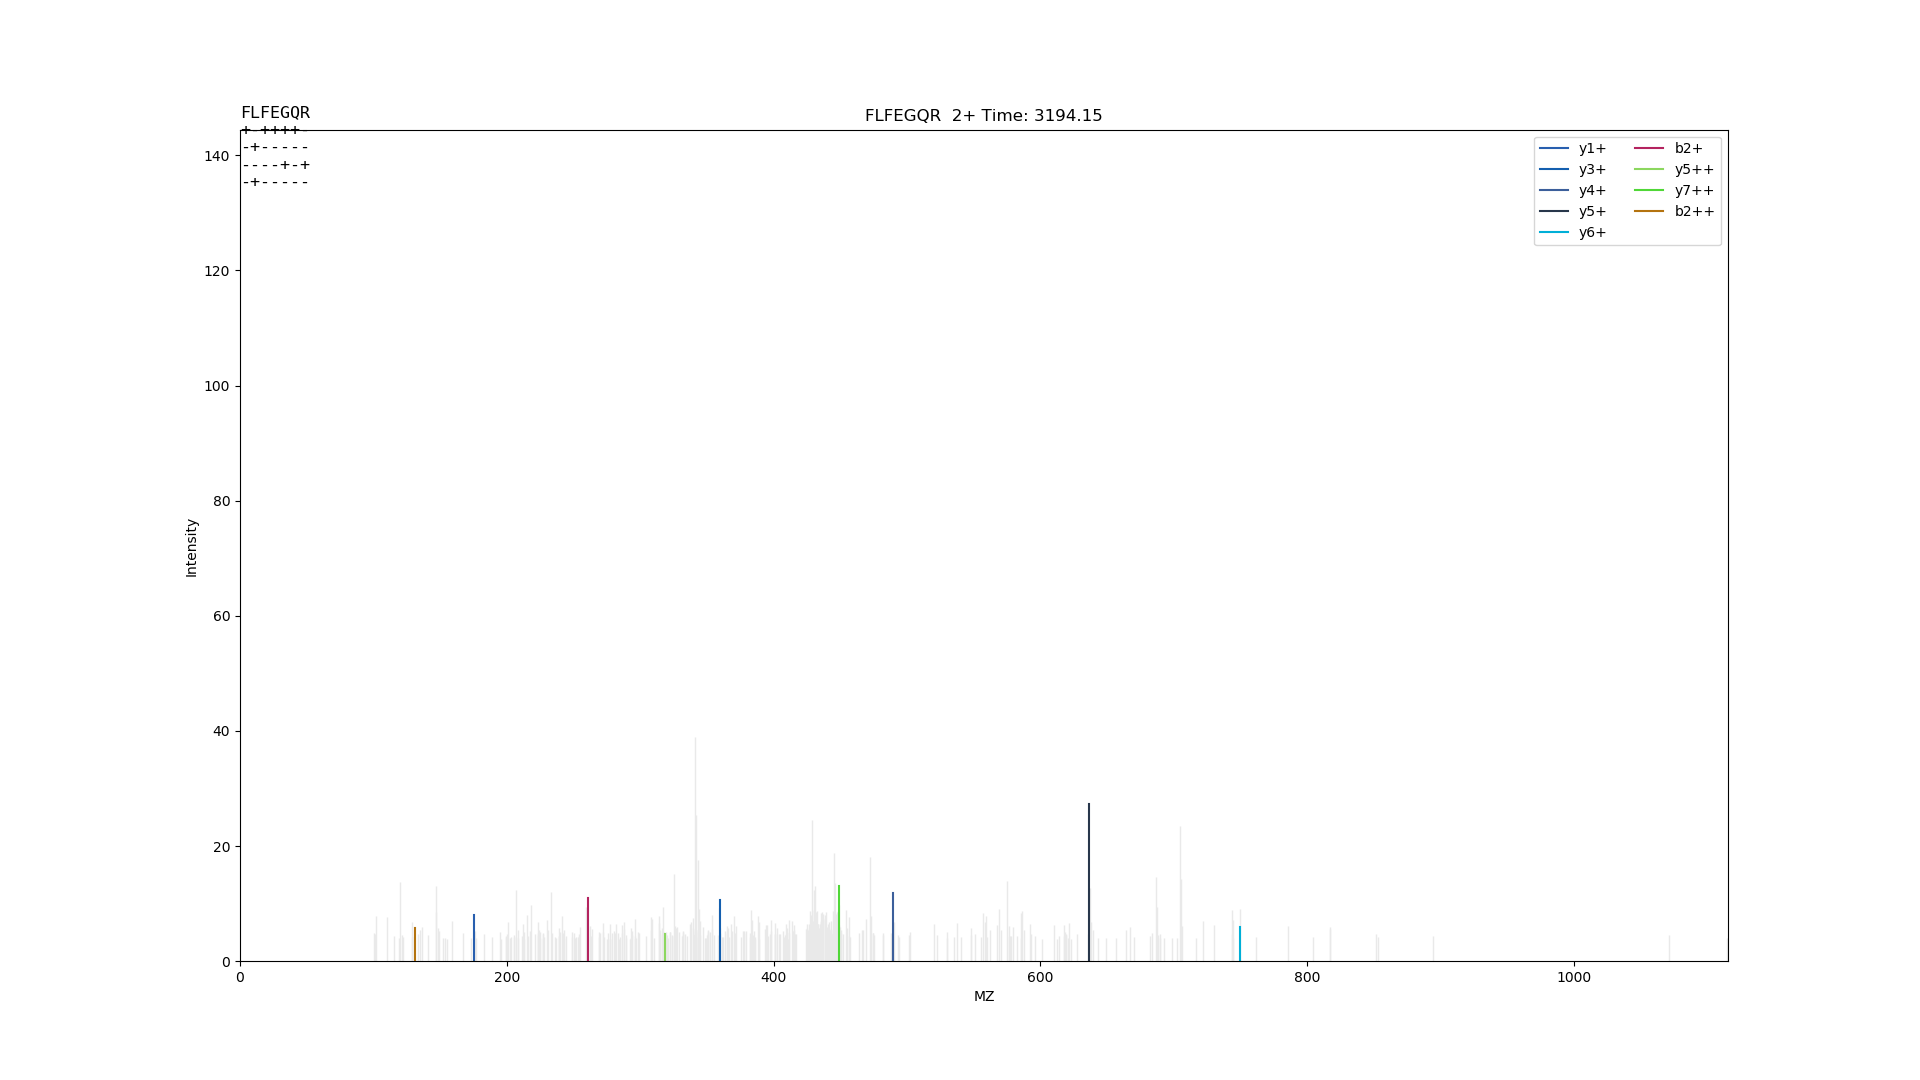 FLFEGQR
FLFEGQR  2+ Time: 3194.15
+-++++-
-+-----
----+-+
-+-----
y1+
y3+
y4+
y5+
y6+
b2+
y5++
y7++
b2++
140
120
100
80
60
40
20
0
Intensity
0 200 400 600 800 1000
MZ